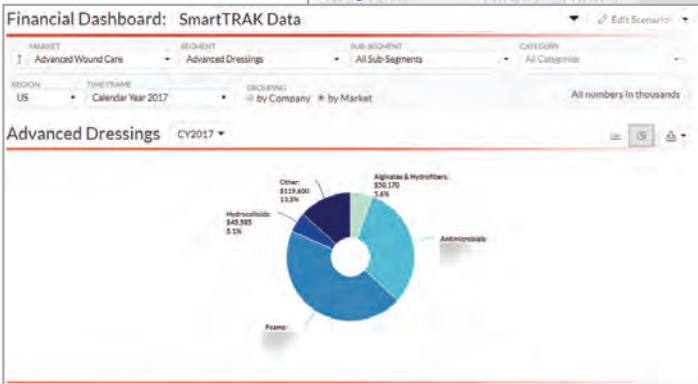 Financial Dashboard: SmartTRAK Data
Edit Scenario
MARKET
Advanced Wound Care
SEGMENT
Advanced Dressings
SUB-SEGMENT
All Sub-Segments
CATEGORY
All Categories
REGION
US
TIME FRAME
Calendar Year 2017
GROUPING
by Company by Market
All numbers in thousands
Advanced Dressings CY2017
Other:
$119,600
13.3%
Alginates & Hydrofibers:
$50,170
5.6%
Hydrocolloids:
5.1%
Antimicrobials:
Foams: